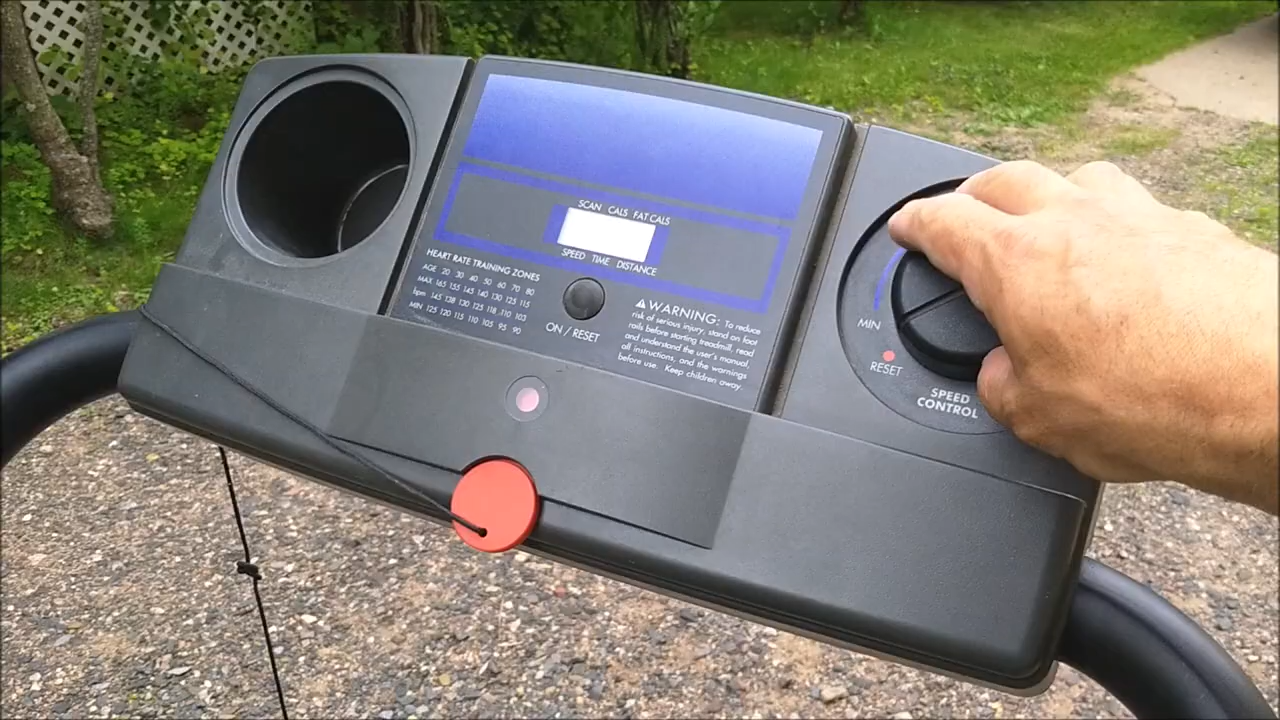 SCAN CALS FAT CALS
SPEED TIME DISTANCE
HEART RATE TRAINING ZONES
AGE 20 30 40 50 60 70 80
MAX 165 155 145 140 130 125 115
bpm 145 138 130 125 118 110 103
MIN 125 120 115 110 105 95 90
ON / RESET
⚠WARNING: To reduce
risk of serious injury, stand on foot
rails before starting treadmill, read
and understand the user's manual,
all instructions, and the warnings
before use. Keep children away.
MIN
RESET
SPEED
CONTROL